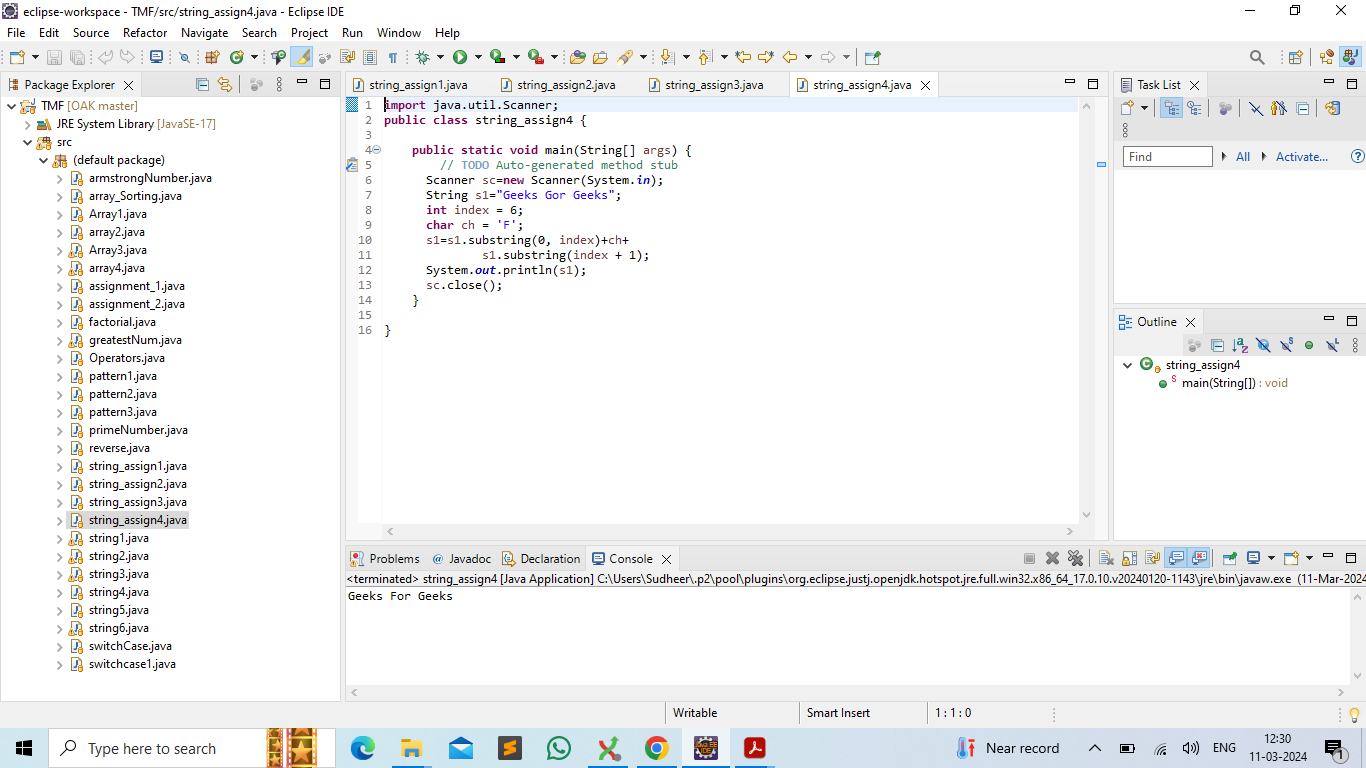 eclipse-workspace - TMF/src/string_assign4.java - Eclipse IDE
File Edit Source Refactor Navigate Search Project Run Window Help
Package Explorer
TMF [OAK master]
JRE System Library [JavaSE-17]
src
(default package)
armstrongNumber.java
array_Sorting.java
Array1.java
array2.java
Array3.java
array4.java
assignment_1.java
assignment_2.java
factorial.java
greatestNum.java
Operators.java
pattern1.java
pattern2.java
pattern3.java
primeNumber.java
reverse.java
string_assign1.java
string_assign2.java
string_assign3.java
string_assign4.java
string1.java
string2.java
string3.java
string4.java
string5.java
string6.java
switchCase.java
switchcase1.java
string_assign1.java string_assign2.java string_assign3.java string_assign4.java
1 import java.util.Scanner;
2 public class string_assign4 {
3
4 public static void main(String[] args) {
5 // TODO Auto-generated method stub
6 Scanner sc=new Scanner(System.in);
7 String s1="Geeks Gor Geeks";
8 int index = 6;
9 char ch = 'F';
10 s1=s1.substring(0, index)+ch+
11 s1.substring(index + 1);
12 System.out.println(s1);
13 sc.close();
14 }
15
16 }
Task List
Find All Activate...
Outline
string_assign4
main(String[]) : void
Problems Javadoc Declaration Console
<terminated> string_assign4 [Java Application] C:\Users\Sudheer\.p2\pool\plugins\org.eclipse.justj.openjdk.hotspot.jre.full.win32.x86_64_17.0.10.v20240120-1143\jre\bin\javaw.exe (11-Mar-2024
Geeks For Geeks
Writable Smart Insert 1 : 1 : 0
Type here to search
Near record
ENG
12:30
11-03-2024
1